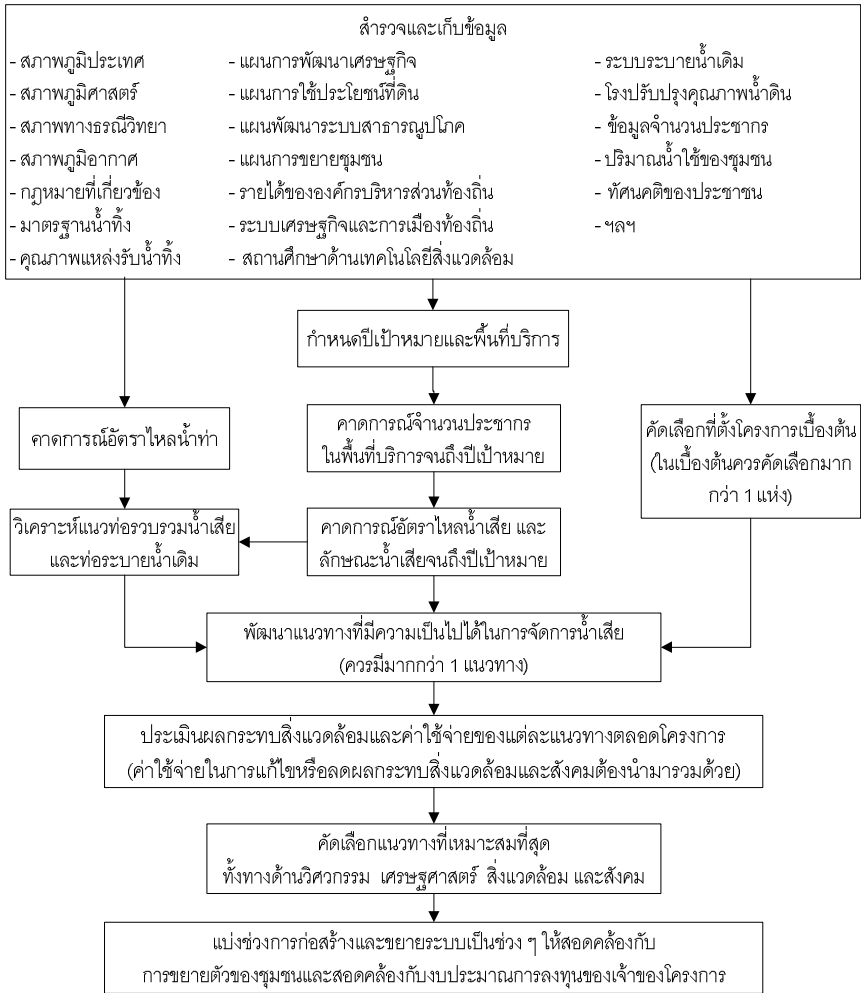 สำรวจและเก็บข้อมูล
- สภาพภูมิประเทศ
- สภาพภูมิศาสตร์
- สภาพทางธรณีวิทยา
- สภาพภูมิอากาศ
- กฎหมายที่เกี่ยวข้อง
- มาตรฐานน้ำทิ้ง
- คุณภาพแหล่งรับน้ำทิ้ง
- แผนการพัฒนาเศรษฐกิจ
- แผนการใช้ประโยชน์ที่ดิน
- แผนพัฒนาระบบสาธารณูปโภค
- แผนการขยายชุมชน
- รายได้ขององค์กรบริหารส่วนท้องถิ่น
- ระบบเศรษฐกิจและการเมืองท้องถิ่น
- สถานศึกษาด้านเทคโนโลยีสิ่งแวดล้อม
- ระบบระบายน้ำเดิม
- โรงปรับปรุงคุณภาพน้ำดิบ
- ข้อมูลจำนวนประชากร
- ปริมาณน้ำใช้ของชุมชน
- ทัศนคติของประชาชน
- ฯลฯ
กำหนดปีเป้าหมายและพื้นที่บริการ
คาดการณ์อัตราไหลน้ำท่า
คาดการณ์จำนวนประชากร
ในพื้นที่บริการจนถึงปีเป้าหมาย
คัดเลือกที่ตั้งโครงการเบื้องต้น
(ในเบื้องต้นควรคัดเลือกมาก
กว่า 1 แห่ง)
วิเคราะห์แนวท่อรวบรวมน้ำเสีย
และท่อระบายน้ำเดิม
คาดการณ์อัตราไหลน้ำเสีย และ
ลักษณะน้ำเสียจนถึงปีเป้าหมาย
พัฒนาแนวทางที่มีความเป็นไปได้ในการจัดการน้ำเสีย
(ควรมีมากกว่า 1 แนวทาง)
ประเมินผลกระทบสิ่งแวดล้อมและค่าใช้จ่ายของแต่ละแนวทางตลอดโครงการ
(ค่าใช้จ่ายในการแก้ไขหรือลดผลกระทบสิ่งแวดล้อมและสังคมต้องนำมารวมด้วย)
คัดเลือกแนวทางที่เหมาะสมที่สุด
ทั้งทางด้านวิศวกรรม เศรษฐศาสตร์ สิ่งแวดล้อม และสังคม
แบ่งช่วงการก่อสร้างและขยายระบบเป็นช่วง ๆ ให้สอดคล้องกับ
การขยายตัวของชุมชนและสอดคล้องกับงบประมาณการลงทุนของเจ้าของโครงการ